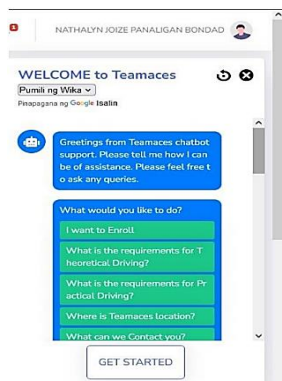 1
NATHALYN JOIZE PANALIGAN BONDAD
WELCOME to Teamaces
Pumili ng Wika
Pinapagana ng Google Isalin
Greetings from Teamaces chatbot
support. Please tell me how I can
be of assistance. Please feel free t
o ask any queries.
What would you like to do?
I want to Enroll
What is the requirements for T
heoretical Driving?
What is the requirements for Pr
actical Driving?
Where is Teamaces location?
What can we Contact you?
GET STARTED